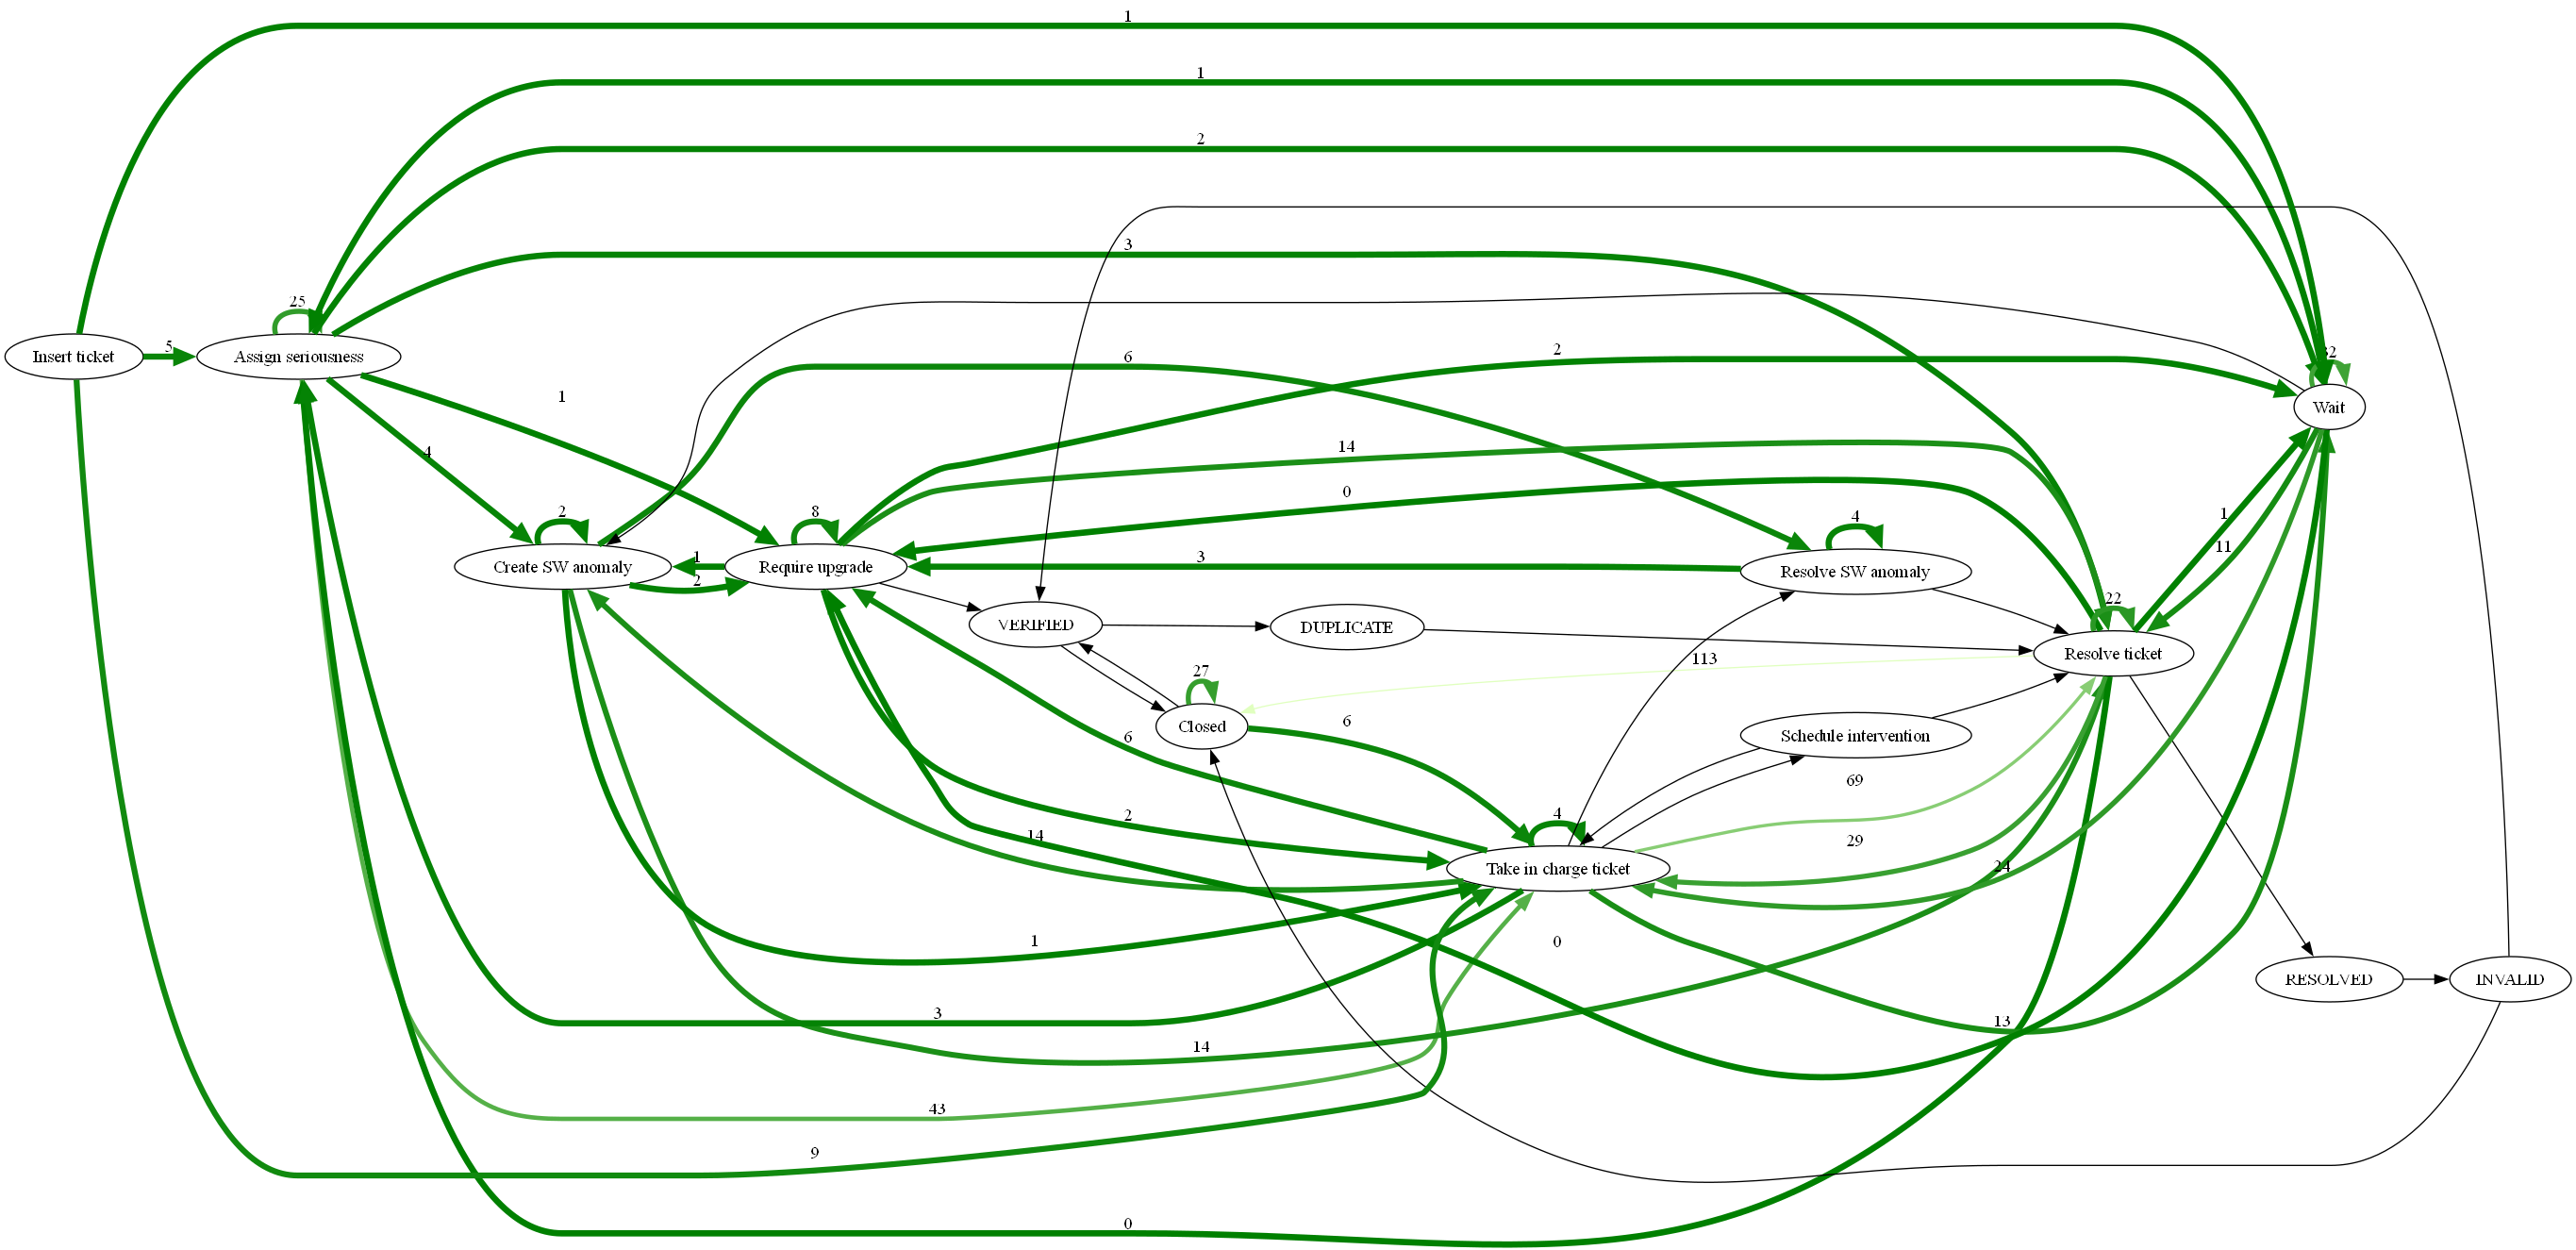 1
1
2
3
25
5
Insert ticket
Assign seriousness
2
6
1
Wait
4
14
0
2
8
4
1
11
Create SW anomaly
1
Require upgrade
3
Resolve SW anomaly
2
VERIFIED
DUPLICATE
22
Resolve ticket
113
27
Closed
6
6
Schedule intervention
69
2
4
14
29
Take in charge ticket
24
1
0
RESOLVED
INVALID
3
13
14
43
9
0